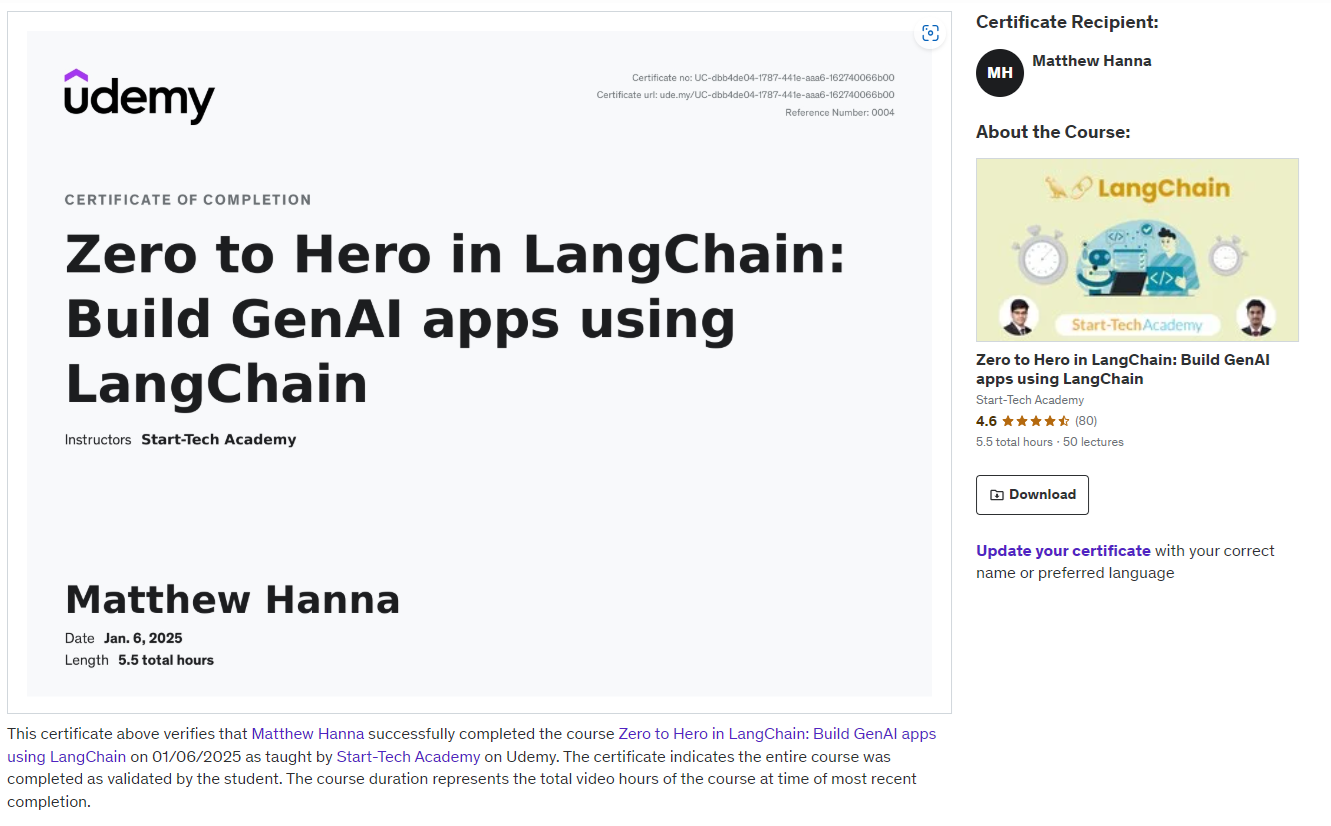 udemy
Certificate no: UC-dbb4de04-1787-441e-aaa6-162740066b00
Certificate url: ude.my/UC-dbb4de04-1787-441e-aaa6-162740066b00
Reference Number: 0004
CERTIFICATE OF COMPLETION
Zero to Hero in LangChain:
Build GenAI apps using
LangChain
Instructors Start-Tech Academy
Matthew Hanna
Date Jan. 6, 2025
Length 5.5 total hours
This certificate above verifies that Matthew Hanna successfully completed the course Zero to Hero in LangChain: Build GenAI apps
using LangChain on 01/06/2025 as taught by Start-Tech Academy on Udemy. The certificate indicates the entire course was
completed as validated by the student. The course duration represents the total video hours of the course at time of most recent
completion.
Certificate Recipient:
MH Matthew Hanna
About the Course:
LangChain
</>
</>
Start-Tech Academy
Zero to Hero in LangChain: Build GenAI
apps using LangChain
Start-Tech Academy
4.6 (80)
5.5 total hours · 50 lectures
Download
Update your certificate with your correct
name or preferred language